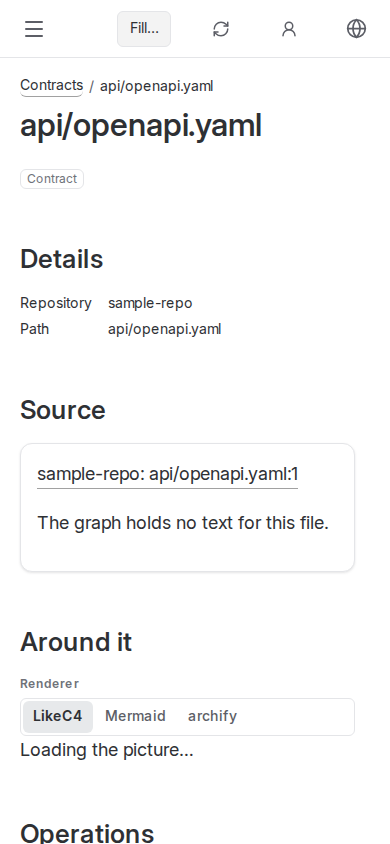 Fill...
Contracts / api/openapi.yaml
api/openapi.yaml
Contract
Details
Repository sample-repo
Path api/openapi.yaml
Source
sample-repo: api/openapi.yaml:1
The graph holds no text for this file.
Around it
Renderer
LikeC4 Mermaid archify
Loading the picture...
Operations